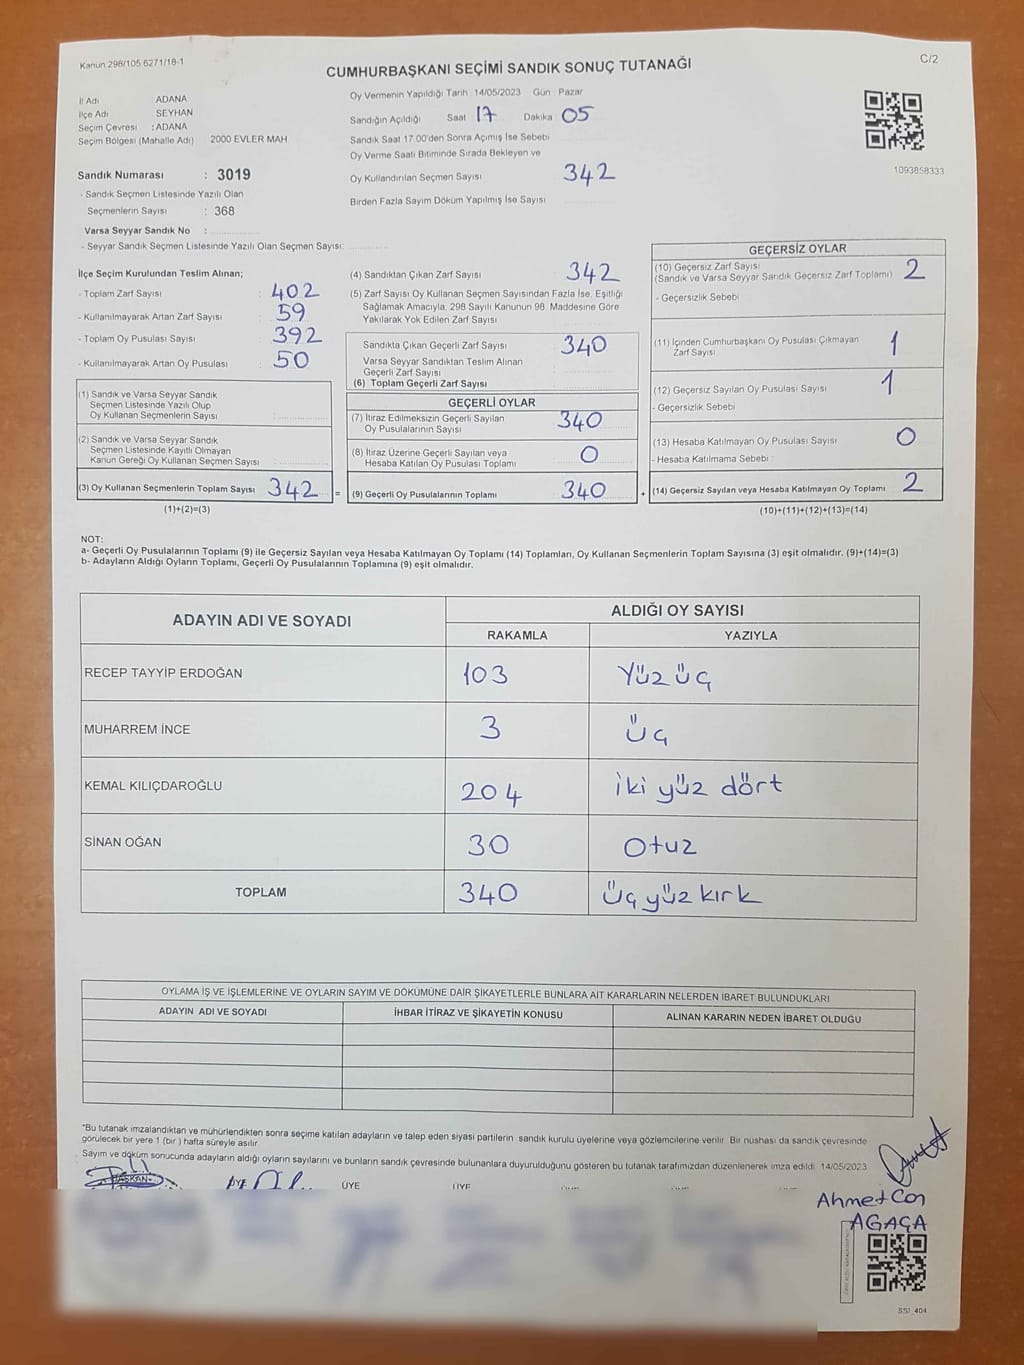 Kanun 298/105 6271/18-1
C/2
CUMHURBAŞKANI SEÇİMİ SANDIK SONUÇ TUTANAĞI
İl Adı ADANA
İlçe Adı SEYHAN
Seçim Çevresi : ADANA
Seçim Bölgesi (Mahalle Adı) 2000 EVLER MAH
Sandık Numarası : 3019
- Sandık Seçmen Listesinde Yazılı Olan
Seçmenlerin Sayısı : 368
Varsa Seyyar Sandık No :
- Seyyar Sandık Seçmen Listesinde Yazılı Olan Seçmen Sayısı:
Oy Vermenin Yapıldığı Tarih 14/05/2023 Gün Pazar
Sandığın Açıldığı Saat 17 Dakika 05
Sandık Saat 17:00'den Sonra Açımış İse Sebebi
Oy Verme Saati Bitiminde Sırada Bekleyen ve
Oy Kullandırılan Seçmen Sayısı 342
Birden Fazla Sayım Döküm Yapılmış İse Sayısı
1093858333
İlçe Seçim Kurulundan Teslim Alınan;
- Toplam Zarf Sayısı : 402
- Kullanılmayarak Artan Zarf Sayısı : 59
- Toplam Oy Pusulası Sayısı : 392
- Kullanılmayarak Artan Oy Pusulası : 50
(1) Sandık ve Varsa Seyyar Sandık
Seçmen Listesinde Yazılı Olup
Oy Kullanan Seçmenlerin Sayısı
(2) Sandık ve Varsa Seyyar Sandık
Seçmen Listesinde Kayıtlı Olmayan
Kanun Gereği Oy Kullanan Seçmen Sayısı
(3) Oy Kullanan Seçmenlerin Toplam Sayısı 342 =
(1)+(2)=(3)
(4) Sandıktan Çıkan Zarf Sayısı 342
(5) Zarf Sayısı Oy Kullanan Seçmen Sayısından Fazla İse, Eşitliği
Sağlamak Amacıyla, 298 Sayılı Kanunun 98. Maddesine Göre
Yakılarak Yok Edilen Zarf Sayısı
Sandıkta Çıkan Geçerli Zarf Sayısı 340
Varsa Seyyar Sandıktan Teslim Alınan
Geçerli Zarf Sayısı
(6) Toplam Geçerli Zarf Sayısı
GEÇERLİ OYLAR
(7) İtiraz Edilmeksizin Geçerli Sayılan
Oy Pusulalarının Sayısı 340
(8) İtiraz Üzerine Geçerli Sayılan veya
Hesaba Katılan Oy Pusulası Toplamı 0
(9) Geçerli Oy Pusulalarının Toplamı 340 +
GEÇERSİZ OYLAR
(10) Geçersiz Zarf Sayısı
(Sandık ve Varsa Seyyar Sandık Geçersiz Zarf Toplamı) 2
- Geçersizlik Sebebi
(11) İçinden Cumhurbaşkanı Oy Pusulası Çıkmayan
Zarf Sayısı 1
(12) Geçersiz Sayılan Oy Pusulası Sayısı 1
- Geçersizlik Sebebi
(13) Hesaba Katılmayan Oy Pusulası Sayısı 0
- Hesaba Katılmama Sebebi :
(14) Geçersiz Sayılan veya Hesaba Katılmayan Oy Toplamı 2
(10)+(11)+(12)+(13)=(14)
NOT:
a- Geçerli Oy Pusulalarının Toplamı (9) ile Geçersiz Sayılan veya Hesaba Katılmayan Oy Toplamı (14) Toplamları, Oy Kullanan Seçmenlerin Toplam Sayısına (3) eşit olmalıdır. (9)+(14)=(3)
b- Adayların Aldığı Oyların Toplamı, Geçerli Oy Pusulalarının Toplamına (9) eşit olmalıdır.
ADAYIN ADI VE SOYADI ALDIĞI OY SAYISI
RAKAMLA YAZIYLA
RECEP TAYYİP ERDOĞAN 103 Yüz üç
MUHARREM İNCE 3 Üç
KEMAL KILIÇDAROĞLU 204 iki yüz dört
SİNAN OĞAN 30 Otuz
TOPLAM 340 Üç yüz kırk
OYLAMA İŞ VE İŞLEMLERİNE VE OYLARIN SAYIM VE DÖKÜMÜNE DAİR ŞİKAYETLERLE BUNLARA AİT KARARLARIN NELERDEN İBARET BULUNDUKLARI
ADAYIN ADI VE SOYADI İHBAR İTİRAZ VE ŞİKAYETİN KONUSU ALINAN KARARIN NEDEN İBARET OLDUĞU
*Bu tutanak imzalandıktan ve mühürlendikten sonra seçime katılan adayların ve talep eden siyasi partilerin sandık kurulu üyelerine veya gözlemcilerine verilir. Bir nüshası da sandık çevresinde
görülecek bir yere 1 (bir ) hafta süreyle asılır.
Sayım ve döküm sonucunda adayların aldığı oyların sayılarını ve bunların sandık çevresinde bulunanlara duyurulduğunu gösteren bu tutanak tarafımızdan düzenlenerek imza edildi. 14/05/2023
BAŞKAN ÜYE ÜYE ÜYE
Ahmet Can
AGAÇA
SSI_404